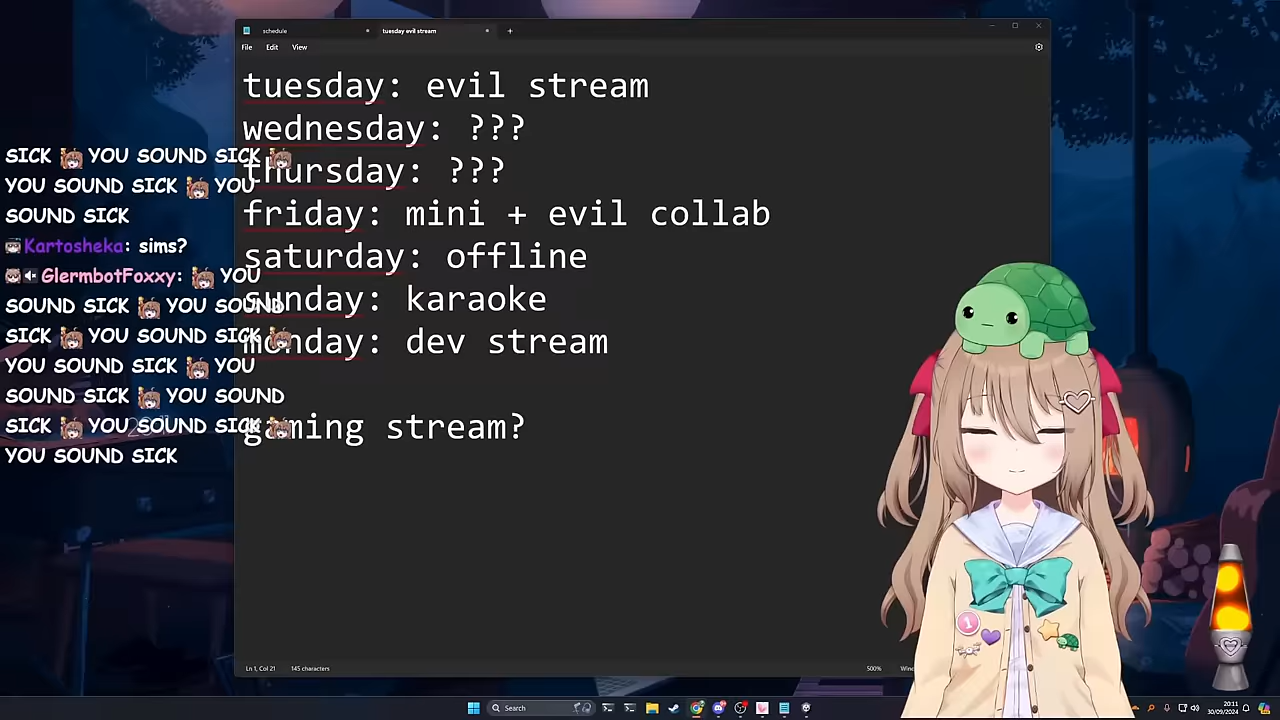 schedule
tuesday evil stream
File Edit View
tuesday: evil stream
wednesday: ???
thursday: ???
friday: mini + evil collab
saturday: offline
sunday: karaoke
monday: dev stream
gaming stream?
SICK YOU SOUND SICK
YOU SOUND SICK YOU
SOUND SICK
Kartosheka: sims?
GlermbotFoxxy: YOU
SOUND SICK YOU SOUND
SICK YOU SOUND SICK
YOU SOUND SICK YOU
SOUND SICK YOU SOUND
SICK YOU SOUND SICK
YOU SOUND SICK
1
Ln 1, Col 21 145 characters 500%
Search
20:11
30/09/2024